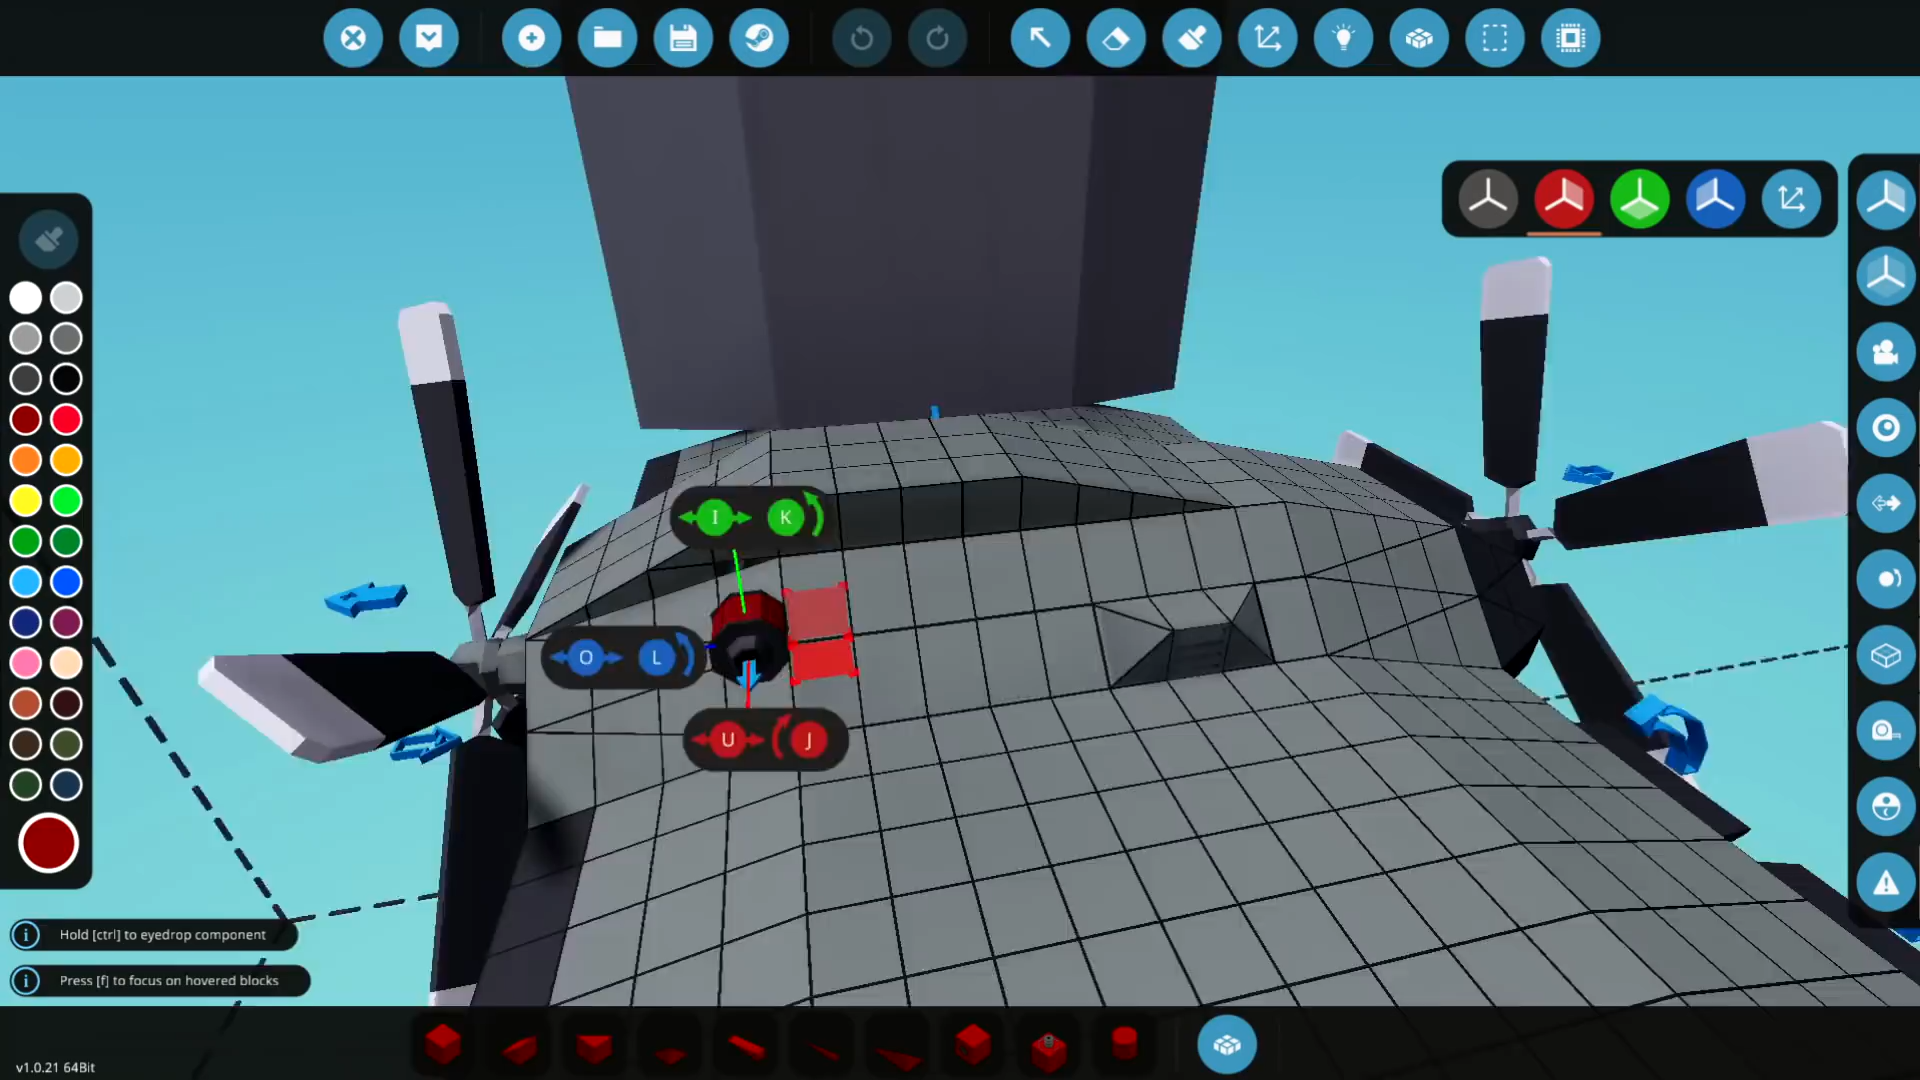 I K
O L
U J
Hold [ctrl] to eyedrop component
Press [f] to focus on hovered blocks
v1.0.21 64Bit